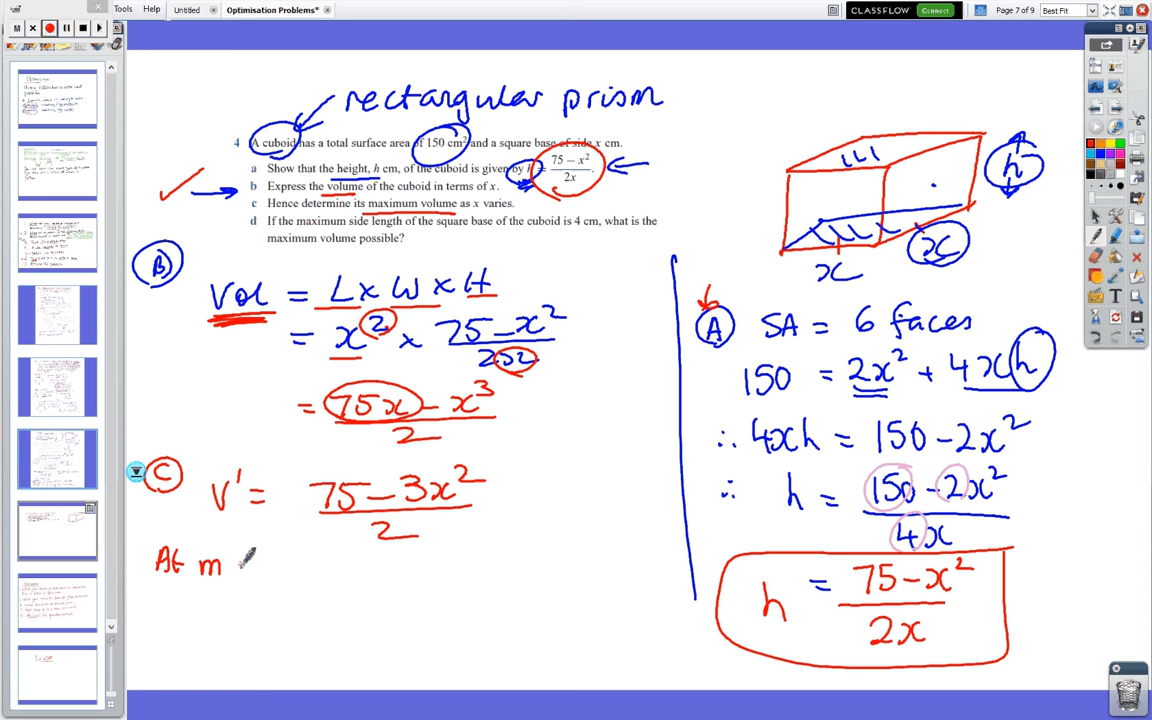 Tools Untitled Optimisation Problems* CLASSFLOW Connect Page 7 of 9 Best Fit
rectangular prism
4 A cuboid has a total surface area of 150 cm² and a square base of side x cm.
a Show that the height, h cm, of the cuboid is given by h = (75 − x²)/2x.
b Express the volume of the cuboid in terms of x.
c Hence determine its maximum volume as x varies.
d If the maximum side length of the square base of the cuboid is 4 cm, what is the
maximum volume possible?
h
x
x
B
Vol = L x W x H
= x² x (75 − x²)/2x
= (75x − x³)/2
C
V' = (75 − 3x²)/2
At m
A SA = 6 faces
150 = 2x² + 4xh
∴ 4xh = 150 − 2x²
∴ h = (150 − 2x²)/4x
h = (75 − x²)/2x